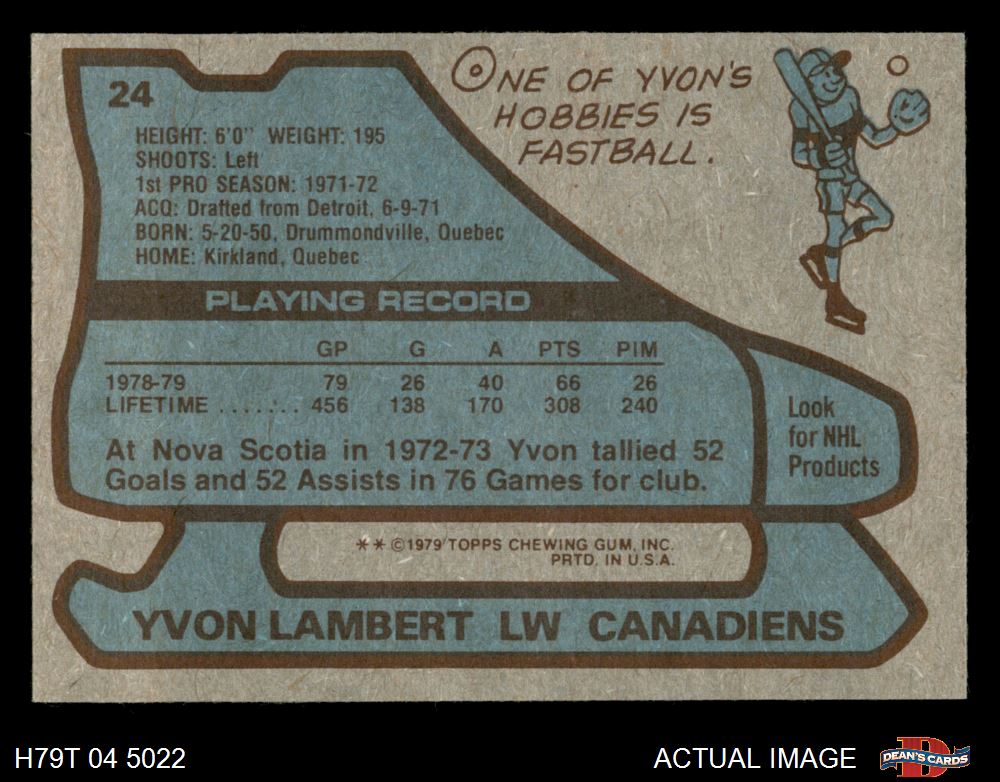 24
ONE OF YVON'S
HOBBIES IS
FASTBALL.
HEIGHT: 6'0" WEIGHT: 195
SHOOTS: Left
1st PRO SEASON: 1971-72
ACQ: Drafted from Detroit, 6-9-71
BORN: 5-20-50, Drummondville, Quebec
HOME: Kirkland, Quebec
PLAYING RECORD
GP G A PTS PIM
1978-79 79 26 40 66 26
LIFETIME ....... 456 138 170 308 240
At Nova Scotia in 1972-73 Yvon tallied 52
Goals and 52 Assists in 76 Games for club.
Look
for NHL
Products
** ©1979 TOPPS CHEWING GUM, INC.
PRTD. IN U.S.A.
YVON LAMBERT LW CANADIENS
H79T 04 5022
ACTUAL IMAGE
D
DEAN'S CARDS